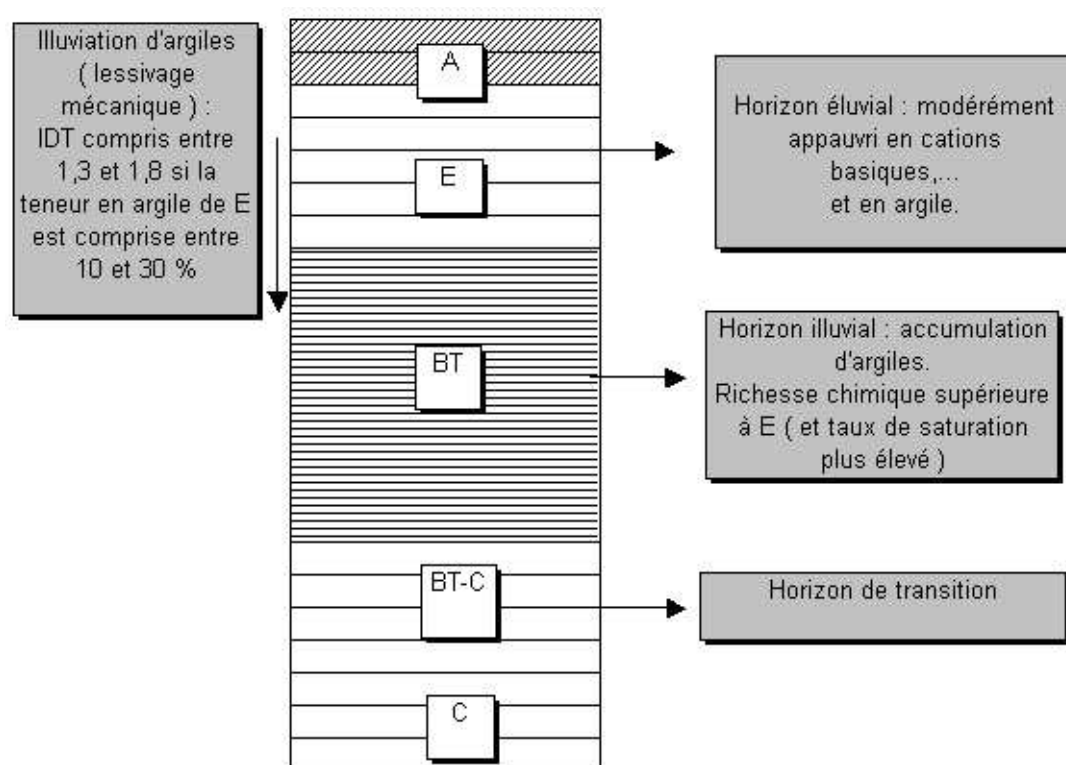 Illuviation d'argiles
( lessivage
mécanique ) :
IDT compris entre
1,3 et 1,8 si la
teneur en argile de E
est comprise entre
10 et 30 %
A
E
Horizon éluvial : modérément
appauvri en cations
basiques,...
et en argile.
BT
Horizon illuvial : accumulation
d'argiles.
Richesse chimique supérieure
à E ( et taux de saturation
plus élevé )
BT-C
Horizon de transition
C